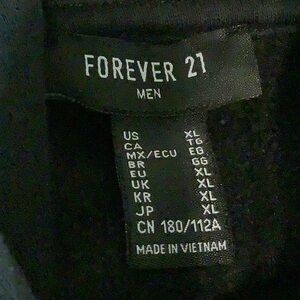 FOREVER 21
MEN
US XL
CA TG
MX/ECU EG
BR GG
EU XL
UK XL
KR XL
JP XL
CN 180/112A
MADE IN VIETNAM